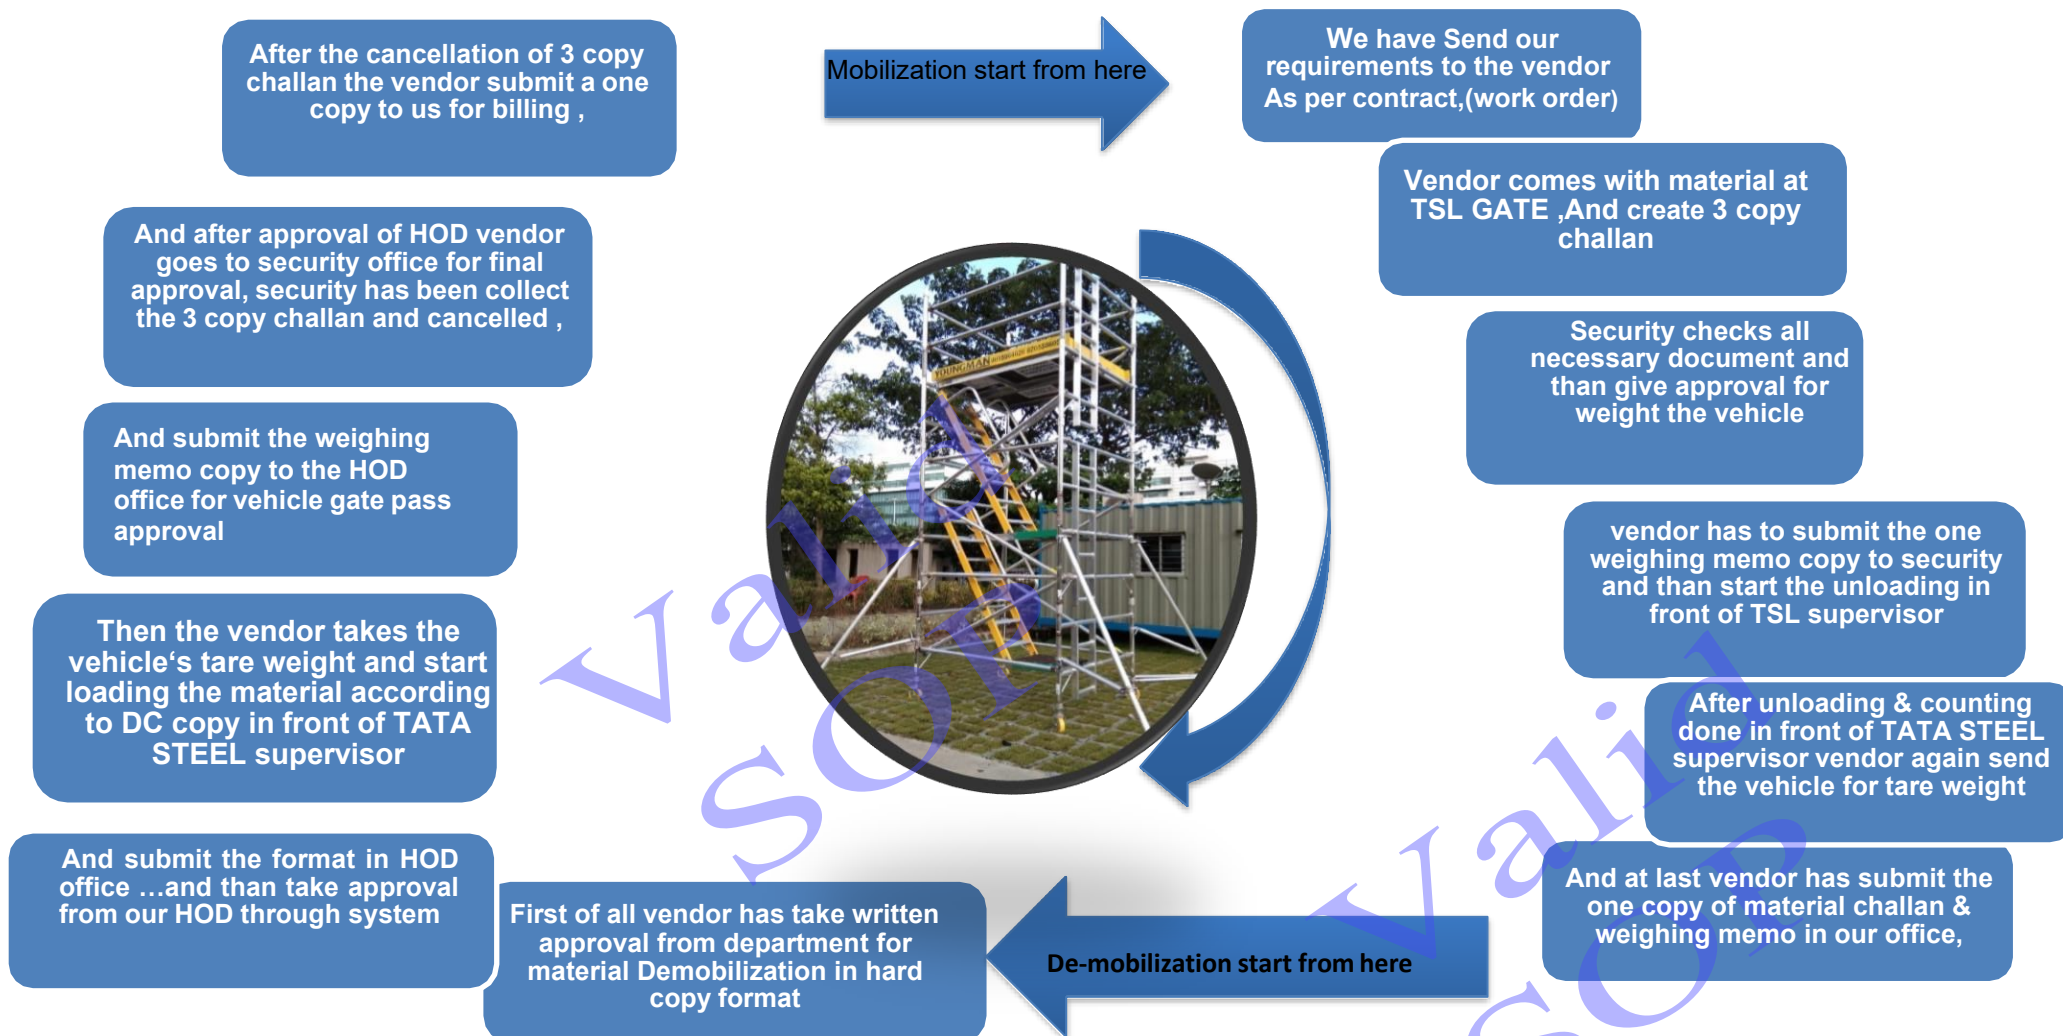 Mobilization start from here
We have Send our
requirements to the vendor
As per contract,(work order)
Vendor comes with material at
TSL GATE ,And create 3 copy
challan
Security checks all
necessary document and
than give approval for
weight the vehicle
vendor has to submit the one
weighing memo copy to security
and than start the unloading in
front of TSL supervisor
After unloading & counting
done in front of TATA STEEL
supervisor vendor again send
the vehicle for tare weight
And at last vendor has submit the
one copy of material challan &
weighing memo in our office,
De-mobilization start from here
First of all vendor has take written
approval from department for
material Demobilization in hard
copy format
And submit the format in HOD
office ...and than take approval
from our HOD through system
Then the vendor takes the
vehicle‘s tare weight and start
loading the material according
to DC copy in front of TATA
STEEL supervisor
And submit the weighing
memo copy to the HOD
office for vehicle gate pass
approval
And after approval of HOD vendor
goes to security office for final
approval, security has been collect
the 3 copy challan and cancelled ,
After the cancellation of 3 copy
challan the vendor submit a one
copy to us for billing ,
YOUNGMAN
Valid
SOP
Valid
SOP